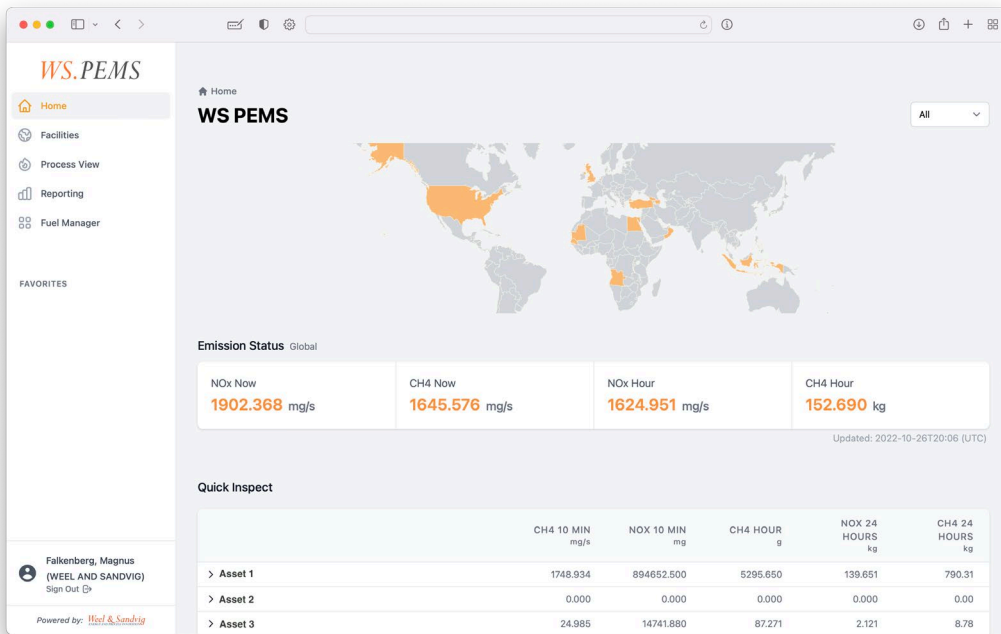 WS.PEMS
Home
Facilities
Process View
Reporting
Fuel Manager
FAVORITES
Falkenberg, Magnus
(WEEL AND SANDVIG)
Sign Out
Powered by: Weel & Sandvig
Home
WS PEMS
All
Emission Status Global
NOx Now
1902.368 mg/s
CH4 Now
1645.576 mg/s
NOx Hour
1624.951 mg/s
CH4 Hour
152.690 kg
Updated: 2022-10-26T20:06 (UTC)
Quick Inspect
CH4 10 MIN mg/s
NOX 10 MIN mg
CH4 HOUR g
NOX 24 HOURS kg
CH4 24 HOURS kg
Asset 1 1748.934 894652.500 5295.650 139.651 790.31
Asset 2 0.000 0.000 0.000 0.000 0.00
Asset 3 24.985 14741.880 87.271 2.121 8.78